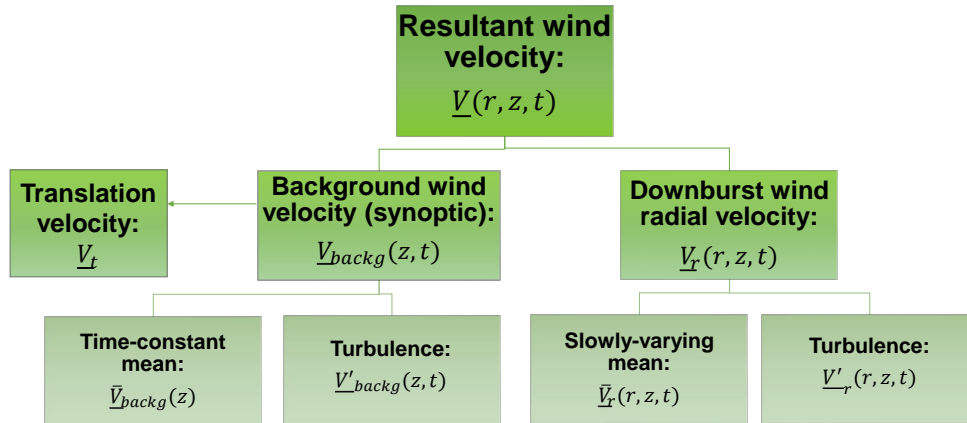 Resultant wind
velocity:
V(r, z, t)
Translation
velocity:
V_t
Background wind
velocity (synoptic):
V_backg(z, t)
Downburst wind
radial velocity:
V_r(r, z, t)
Time-constant
mean:
V̄_backg(z)
Turbulence:
V'_backg(z, t)
Slowly-varying
mean:
V̄_r(r, z, t)
Turbulence:
V'_r(r, z, t)